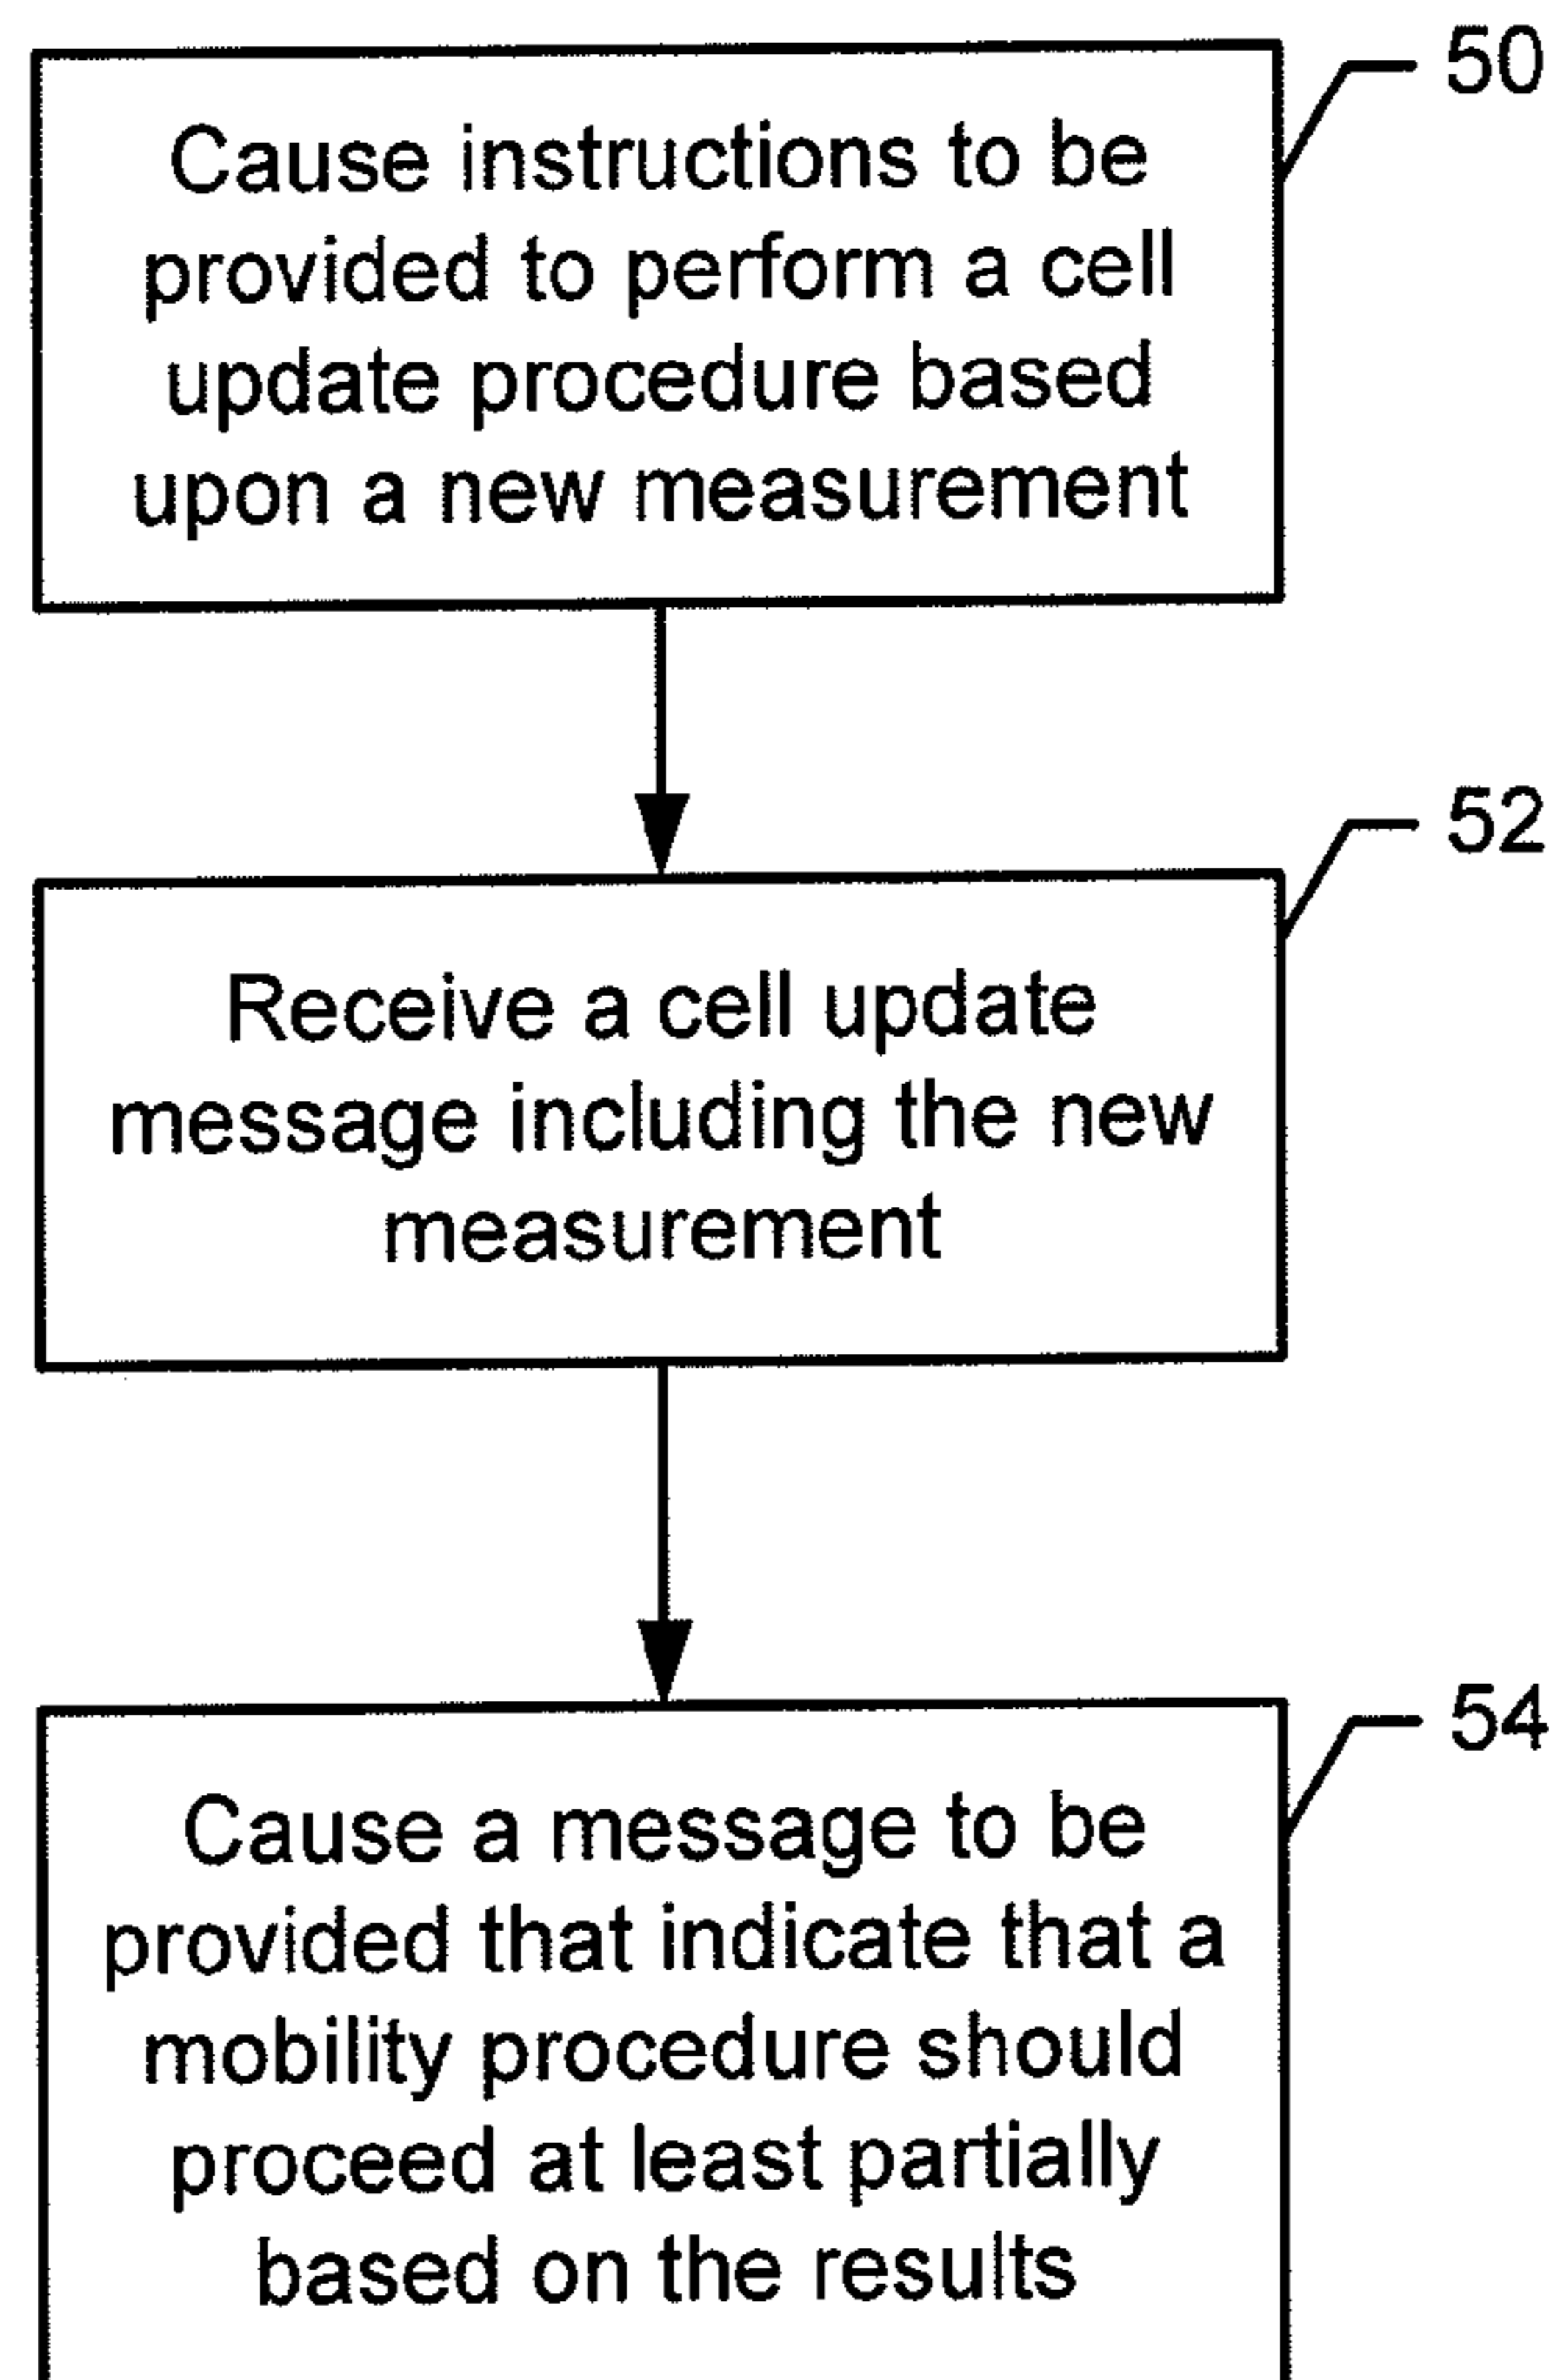 50
Cause instructions to be
provided to perform a cell
update procedure based
upon a new measurement
52
Receive a cell update
message including the new
measurement
54
Cause a message to be
provided that indicate that a
mobility procedure should
proceed at least partially
based on the results